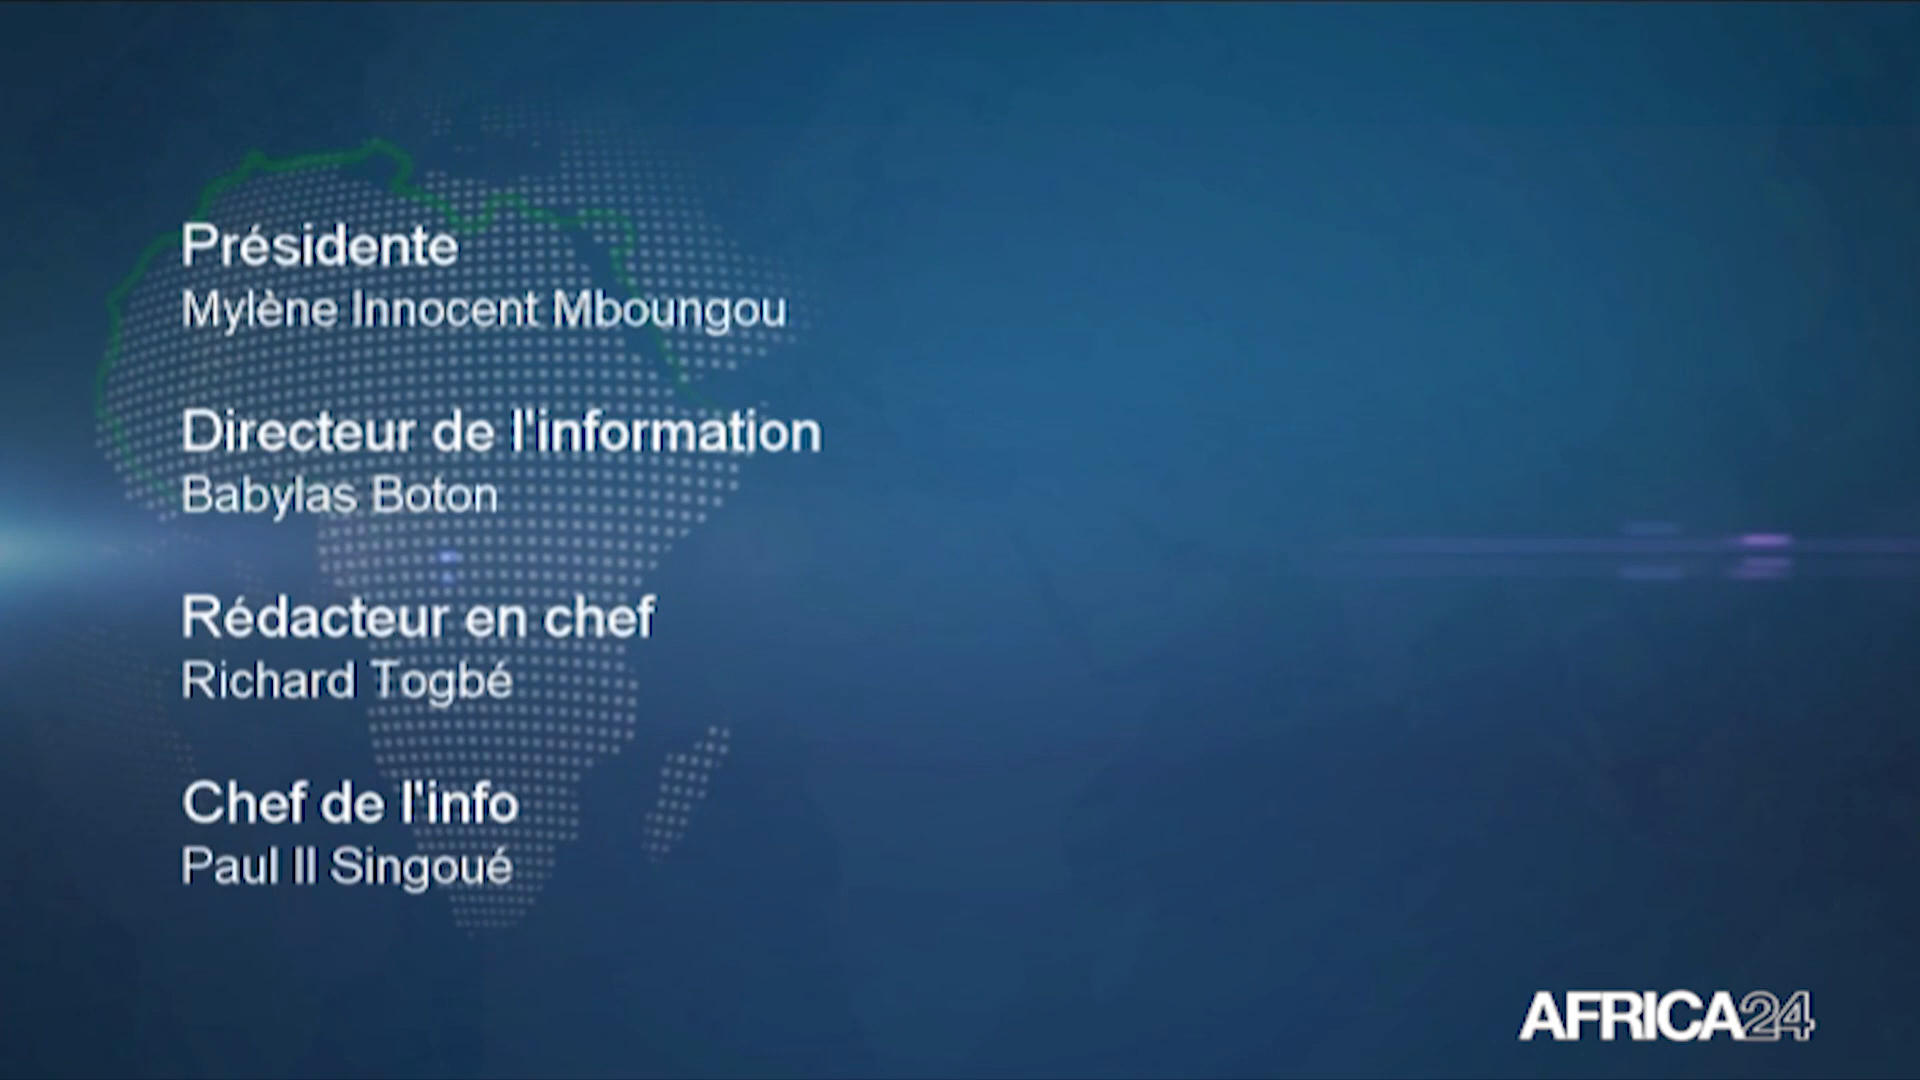 Présidente
Mylène Innocent Mboungou
Directeur de l'information
Babylas Boton
Rédacteur en chef
Richard Togbé
Chef de l'info
Paul II Singoué
AFRICA24